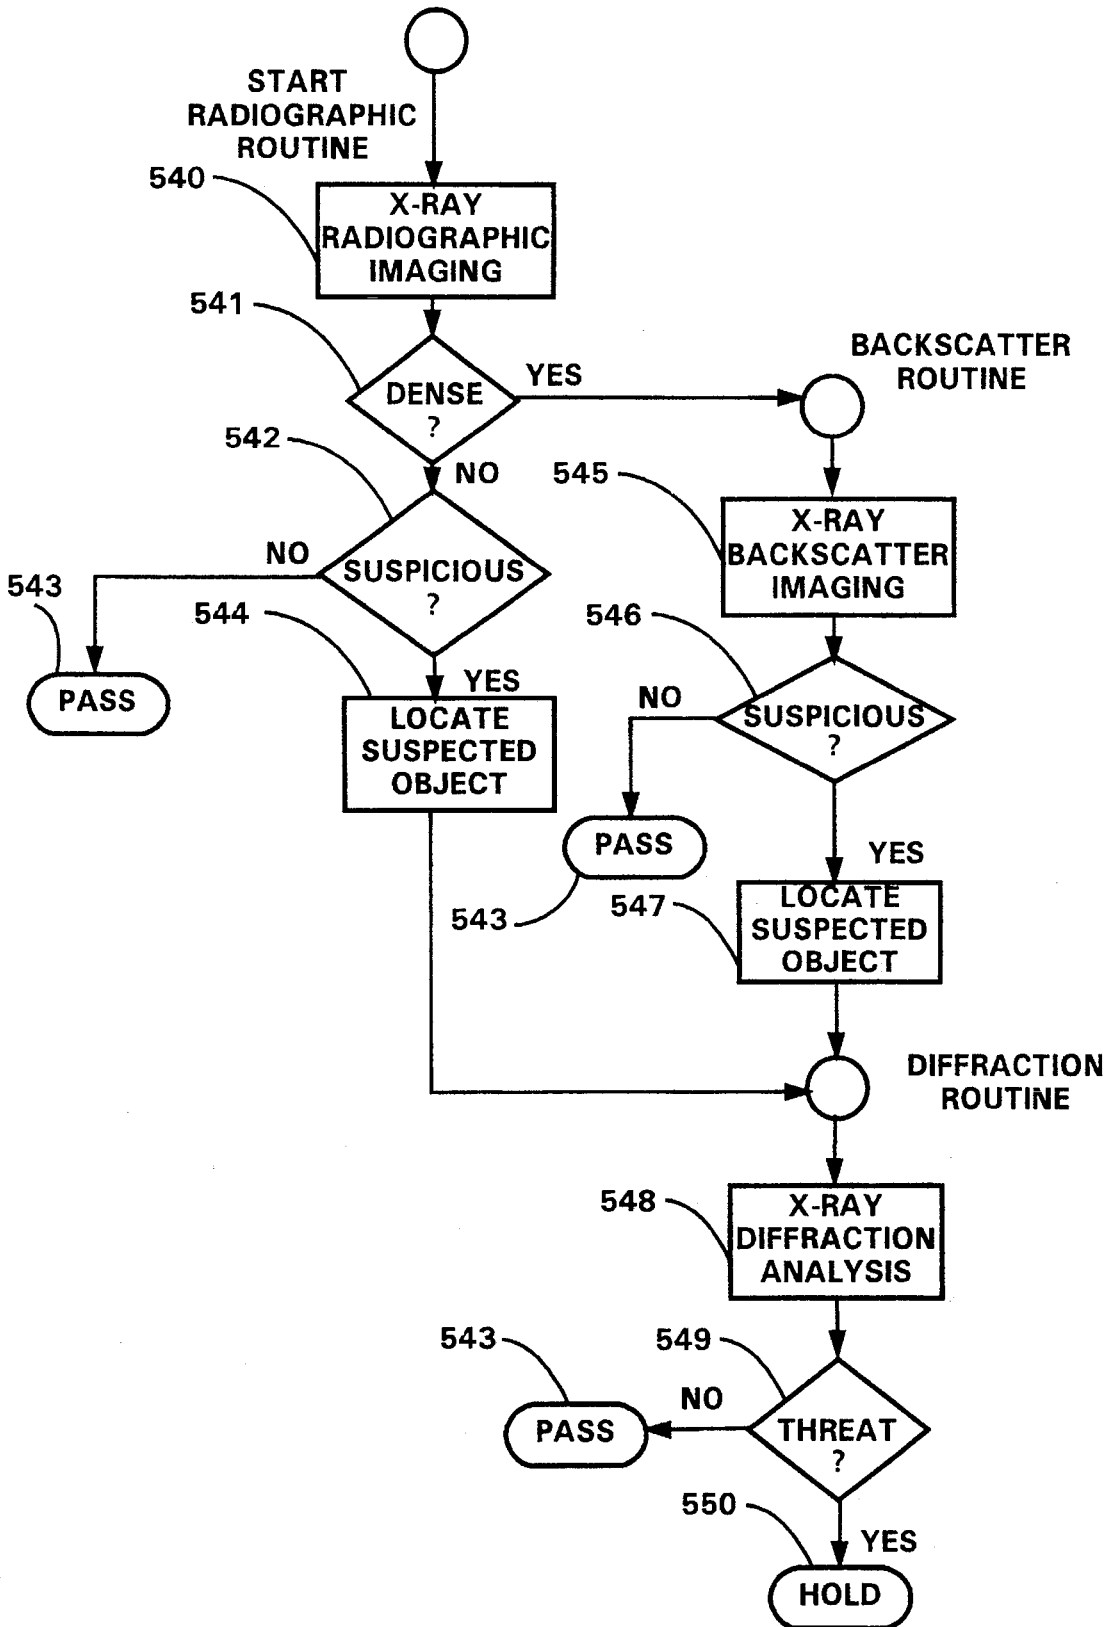 START
RADIOGRAPHIC
ROUTINE
540
X-RAY
RADIOGRAPHIC
IMAGING
541
DENSE
?
YES
BACKSCATTER
ROUTINE
542
NO
545
X-RAY
BACKSCATTER
IMAGING
NO
SUSPICIOUS
?
543
PASS
544
YES
LOCATE
SUSPECTED
OBJECT
546
NO
SUSPICIOUS
?
PASS
543
YES
547
LOCATE
SUSPECTED
OBJECT
DIFFRACTION
ROUTINE
548
X-RAY
DIFFRACTION
ANALYSIS
543
549
NO
PASS
THREAT
?
550
YES
HOLD